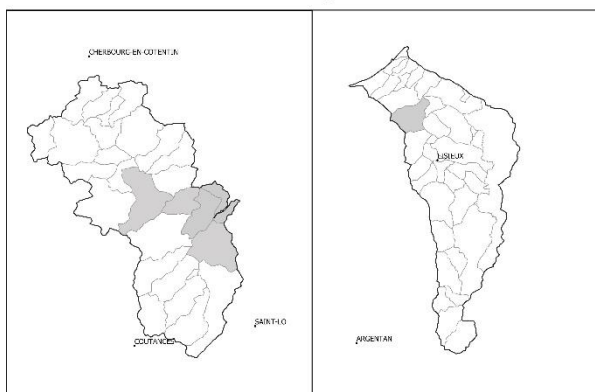 CHERBOURG-EN-COTENTIN
LISIEUX
SAINT-LO
COUTANCES
ARGENTAN